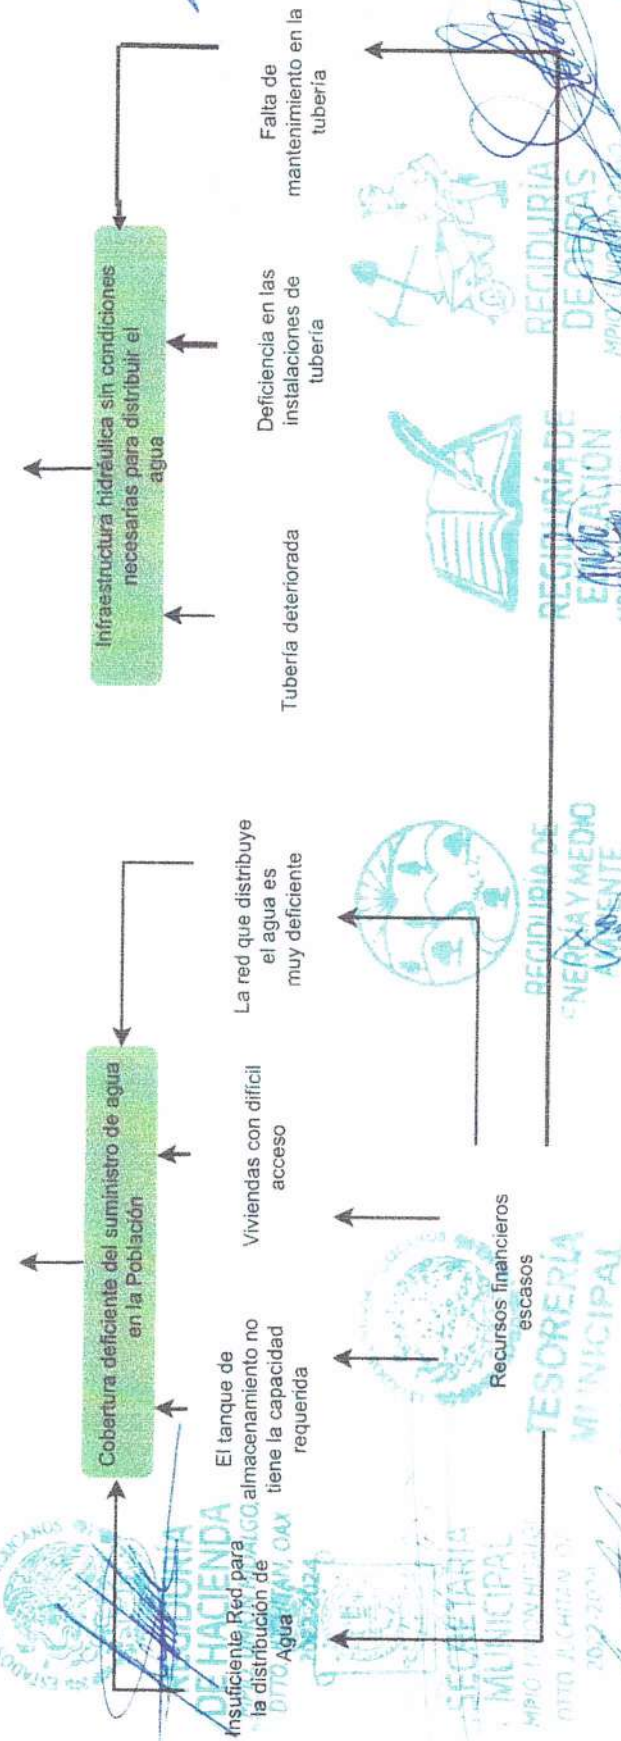 Cobertura deficiente del suministro de agua
en la Población
Infraestructura hidráulica sin condiciones
necesarias para distribuir el
agua
Insuficiente Red para
la distribución de
Agua
El tanque de
almacenamiento no
tiene la capacidad
requerida
Viviendas con difícil
acceso
La red que distribuye
el agua es
muy deficiente
Tubería deteriorada
Deficiencia en las
instalaciones de
tubería
Falta de
mantenimiento en la
tubería
Recursos financieros
escasos
DE HACIENDA
2022-2024
SECRETARIA
MUNICIPAL
TESORERÍA
MUNICIPAL
REGIDURÍA DE
ENERGÍA Y MEDIO
AMBIENTE
REGIDURÍA DE
EDUCACION
REGIDURÍA
DE OBRAS